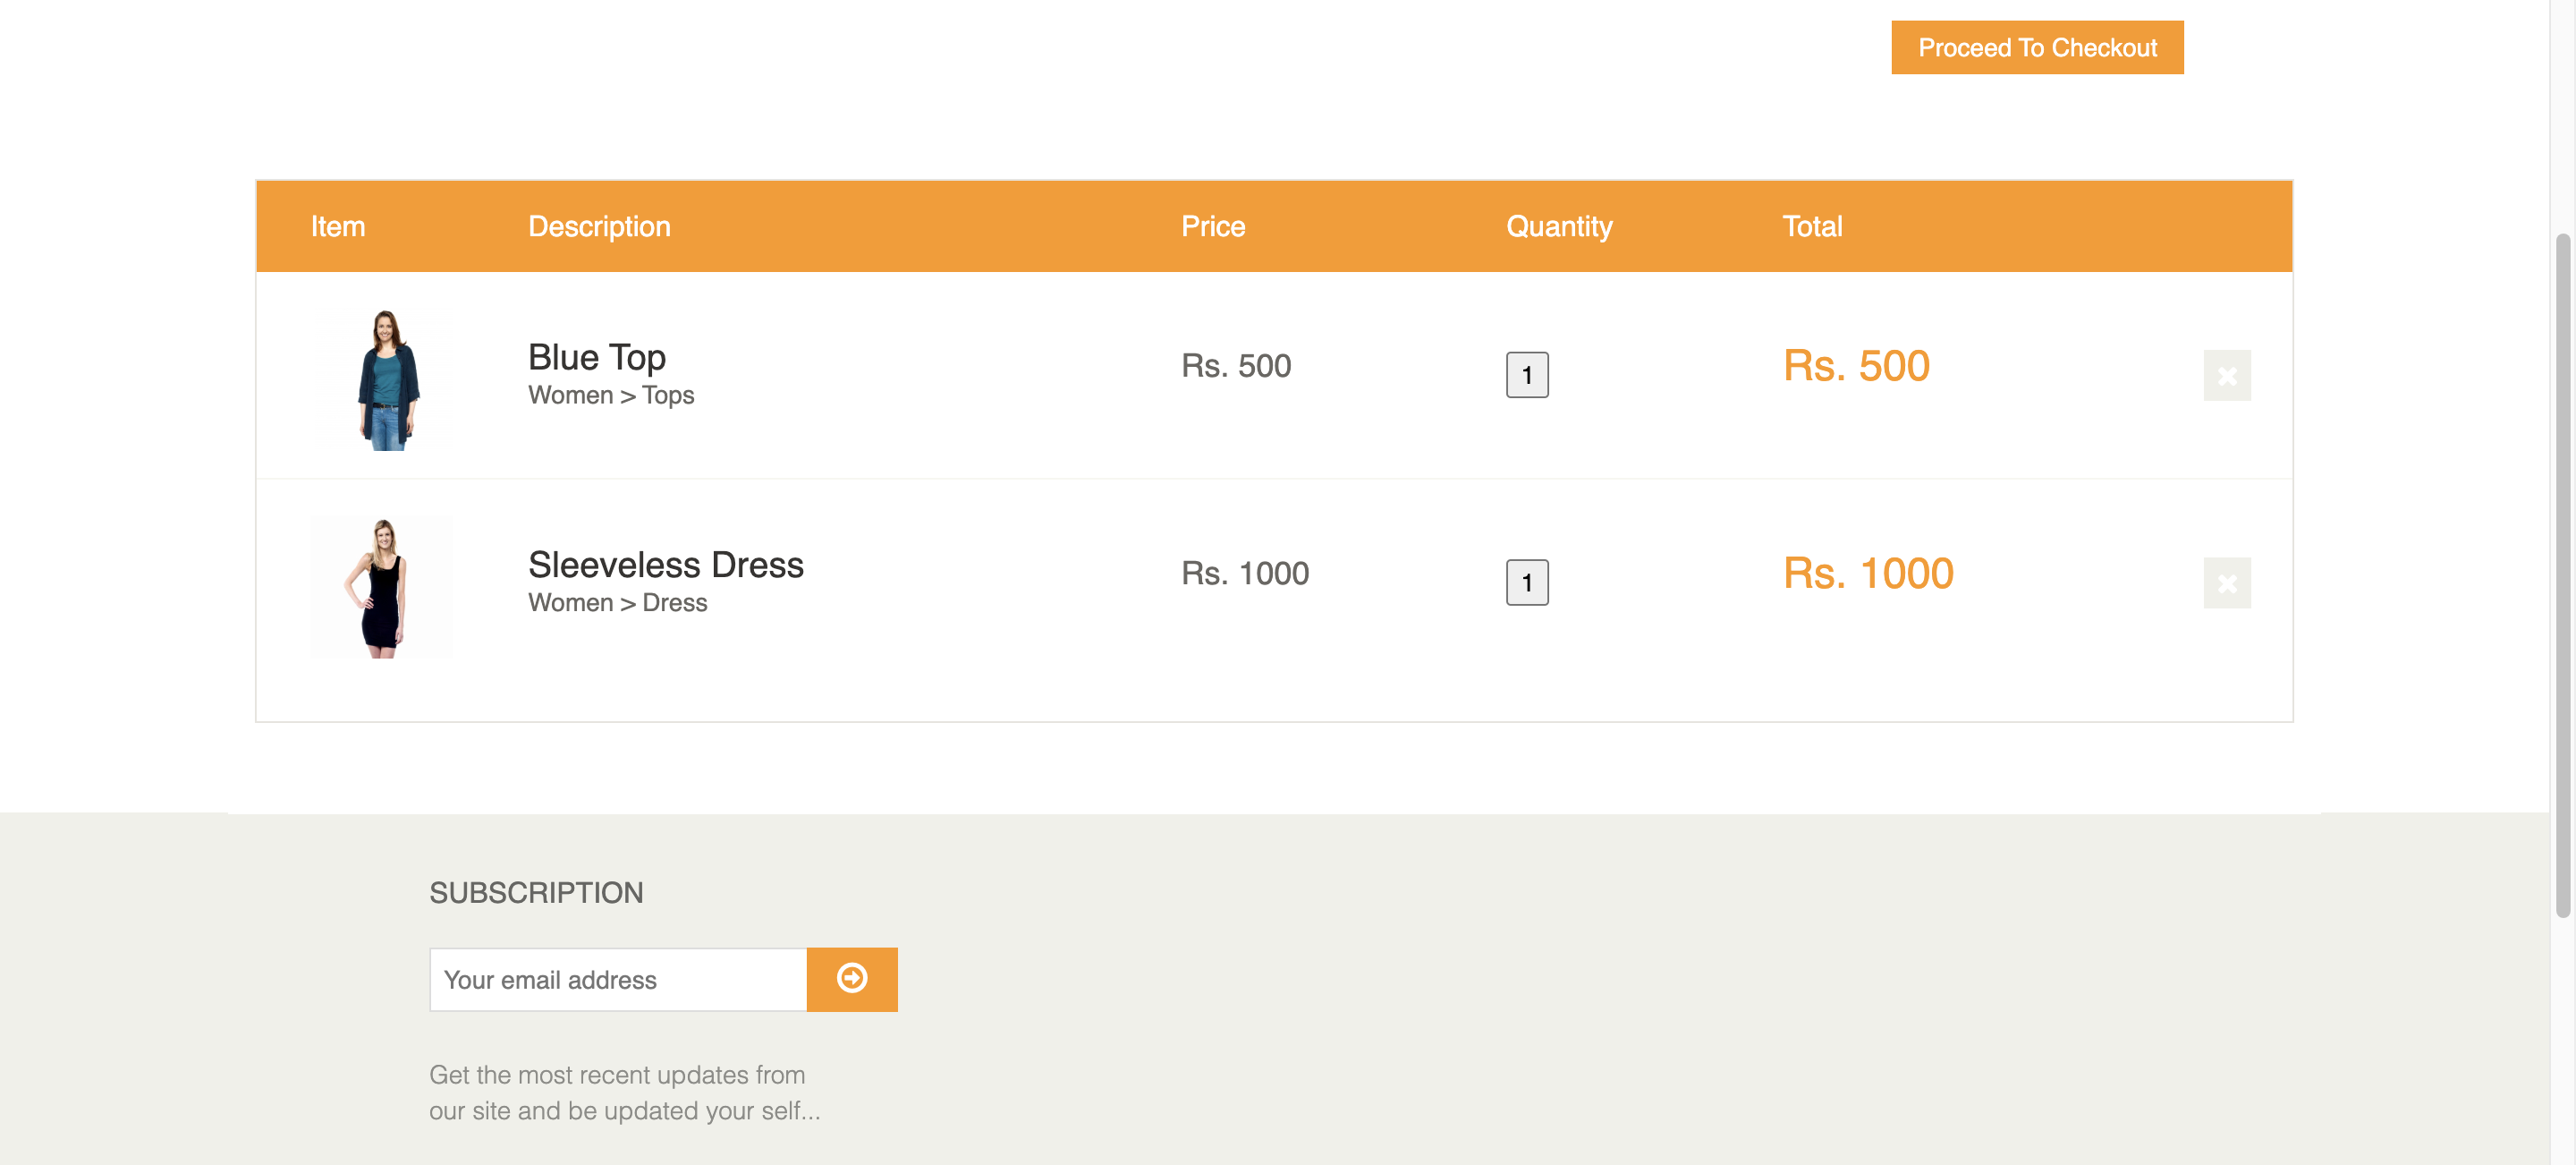 Proceed To Checkout
Item Description Price Quantity Total
Blue Top
Women > Tops
Rs. 500
1
Rs. 500
Sleeveless Dress
Women > Dress
Rs. 1000
1
Rs. 1000
SUBSCRIPTION
Your email address
Get the most recent updates from
our site and be updated your self...